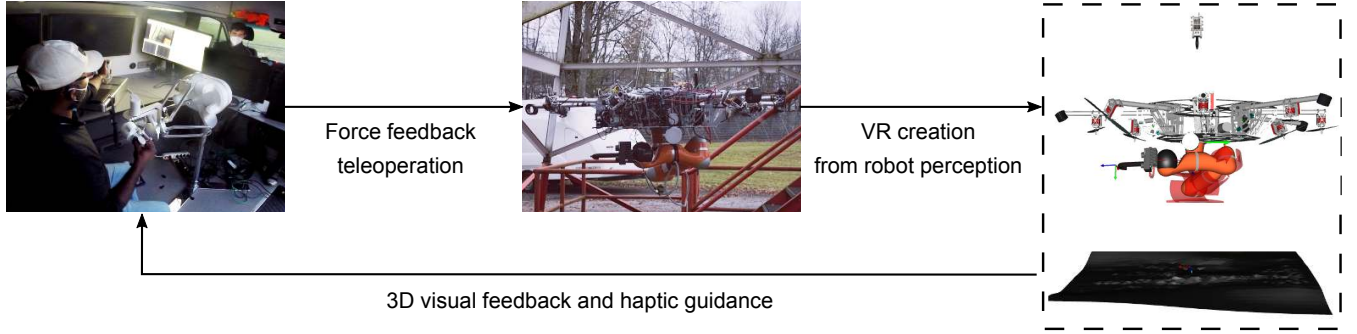 Force feedback
teleoperation
VR creation
from robot perception
3D visual feedback and haptic guidance